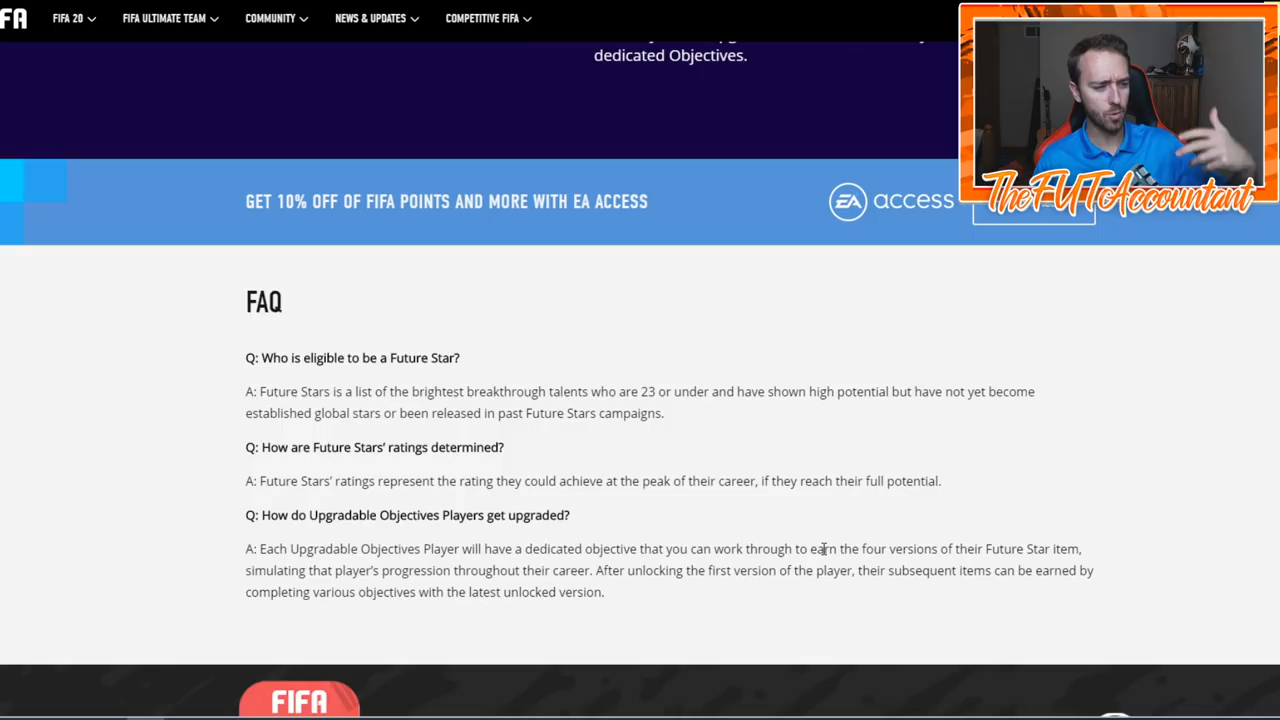 FA
FIFA 20
FIFA ULTIMATE TEAM
COMMUNITY
NEWS & UPDATES
COMPETITIVE FIFA
dedicated Objectives.
TheFUTAccountant
GET 10% OFF OF FIFA POINTS AND MORE WITH EA ACCESS
EA access
FAQ
Q: Who is eligible to be a Future Star?
A: Future Stars is a list of the brightest breakthrough talents who are 23 or under and have shown high potential but have not yet become
established global stars or been released in past Future Stars campaigns.
Q: How are Future Stars' ratings determined?
A: Future Stars' ratings represent the rating they could achieve at the peak of their career, if they reach their full potential.
Q: How do Upgradable Objectives Players get upgraded?
A: Each Upgradable Objectives Player will have a dedicated objective that you can work through to earn the four versions of their Future Star item,
simulating that player's progression throughout their career. After unlocking the first version of the player, their subsequent items can be earned by
completing various objectives with the latest unlocked version.
FIFA